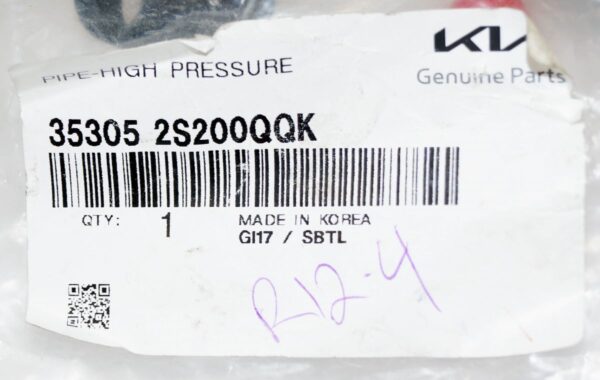 KIA
Genuine Parts
PIPE-HIGH PRESSURE
35305 2S200QQK
QTY: 1
MADE IN KOREA
GI17 / SBTL
R12-4